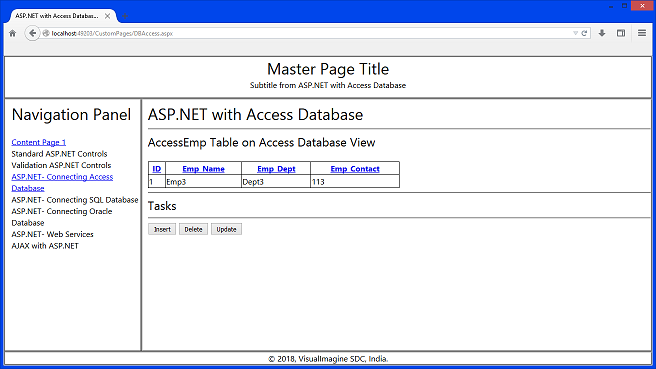 ASP.NET with Access Databas...
localhost:49203/CustomPages/DBAccess.aspx
Master Page Title
Subtitle from ASP.NET with Access Database
Navigation Panel
Content Page 1
Standard ASP.NET Controls
Validation ASP.NET Controls
ASP.NET- Connecting Access
Database
ASP.NET- Connecting SQL Database
ASP.NET- Connecting Oracle
Database
ASP.NET- Web Services
AJAX with ASP.NET
ASP.NET with Access Database
AccessEmp Table on Access Database View
ID Emp_Name Emp_Dept Emp_Contact
1 Emp3 Dept3 113
Tasks
Insert Delete Update
© 2018, VisualImagine SDC, India.